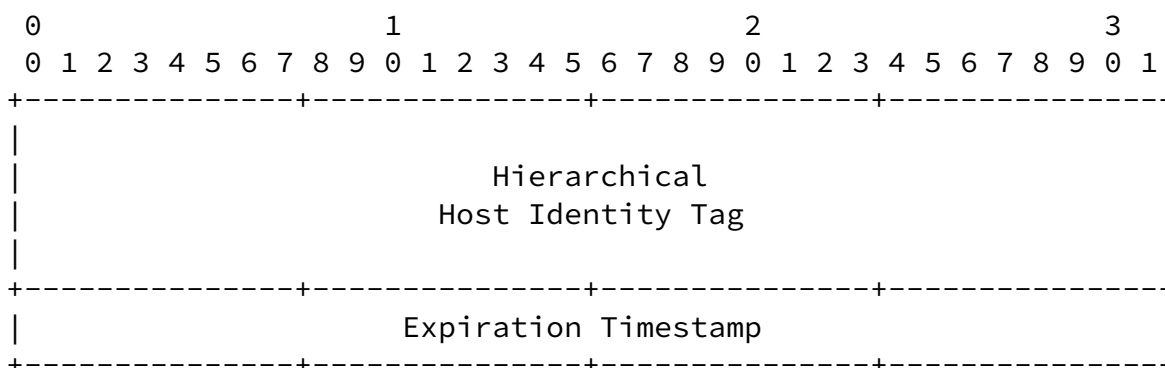 0                   1                   2                   3
 0 1 2 3 4 5 6 7 8 9 0 1 2 3 4 5 6 7 8 9 0 1 2 3 4 5 6 7 8 9 0 1
+---------------+---------------+---------------+----------------
|
|                          Hierarchical
|                       Host Identity Tag
|
+---------------+---------------+---------------+----------------
|                     Expiration Timestamp
+---------------+---------------+---------------+----------------